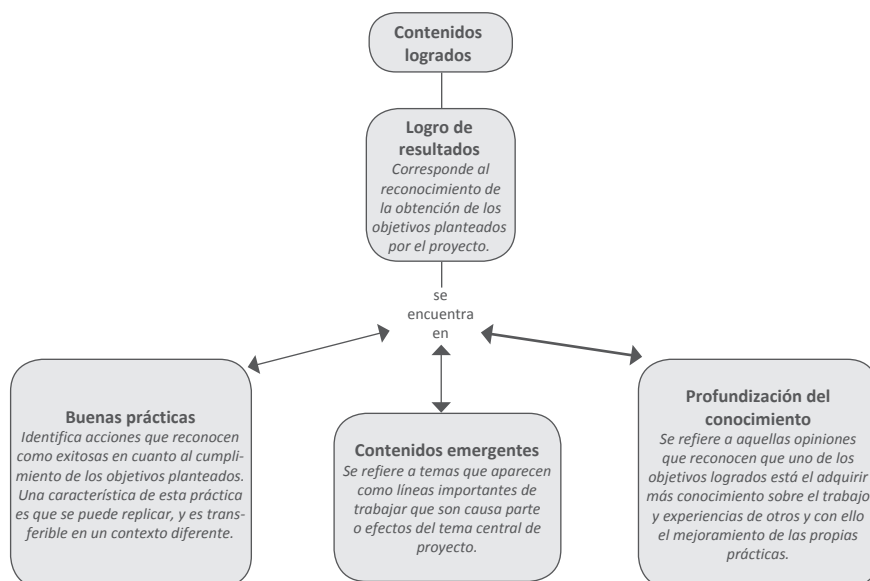 Contenidos
logrados
Logro de
resultados
Corresponde al
reconocimiento de
la obtención de los
objetivos planteados
por el proyecto.
se
encuentra
en
Buenas prácticas
Identifica acciones que reconocen
como exitosas en cuanto al cumpli-
miento de los objetivos planteados.
Una característica de esta práctica
es que se puede replicar, y es trans-
ferible en un contexto diferente.
Contenidos emergentes
Se refiere a temas que aparecen
como líneas importantes de
trabajar que son causa parte
o efectos del tema central de
proyecto.
Profundización del
conocimiento
Se refiere a aquellas opiniones
que reconocen que uno de los
objetivos logrados está el adquirir
más conocimiento sobre el trabajo
y experiencias de otros y con ello
el mejoramiento de las propias
prácticas.